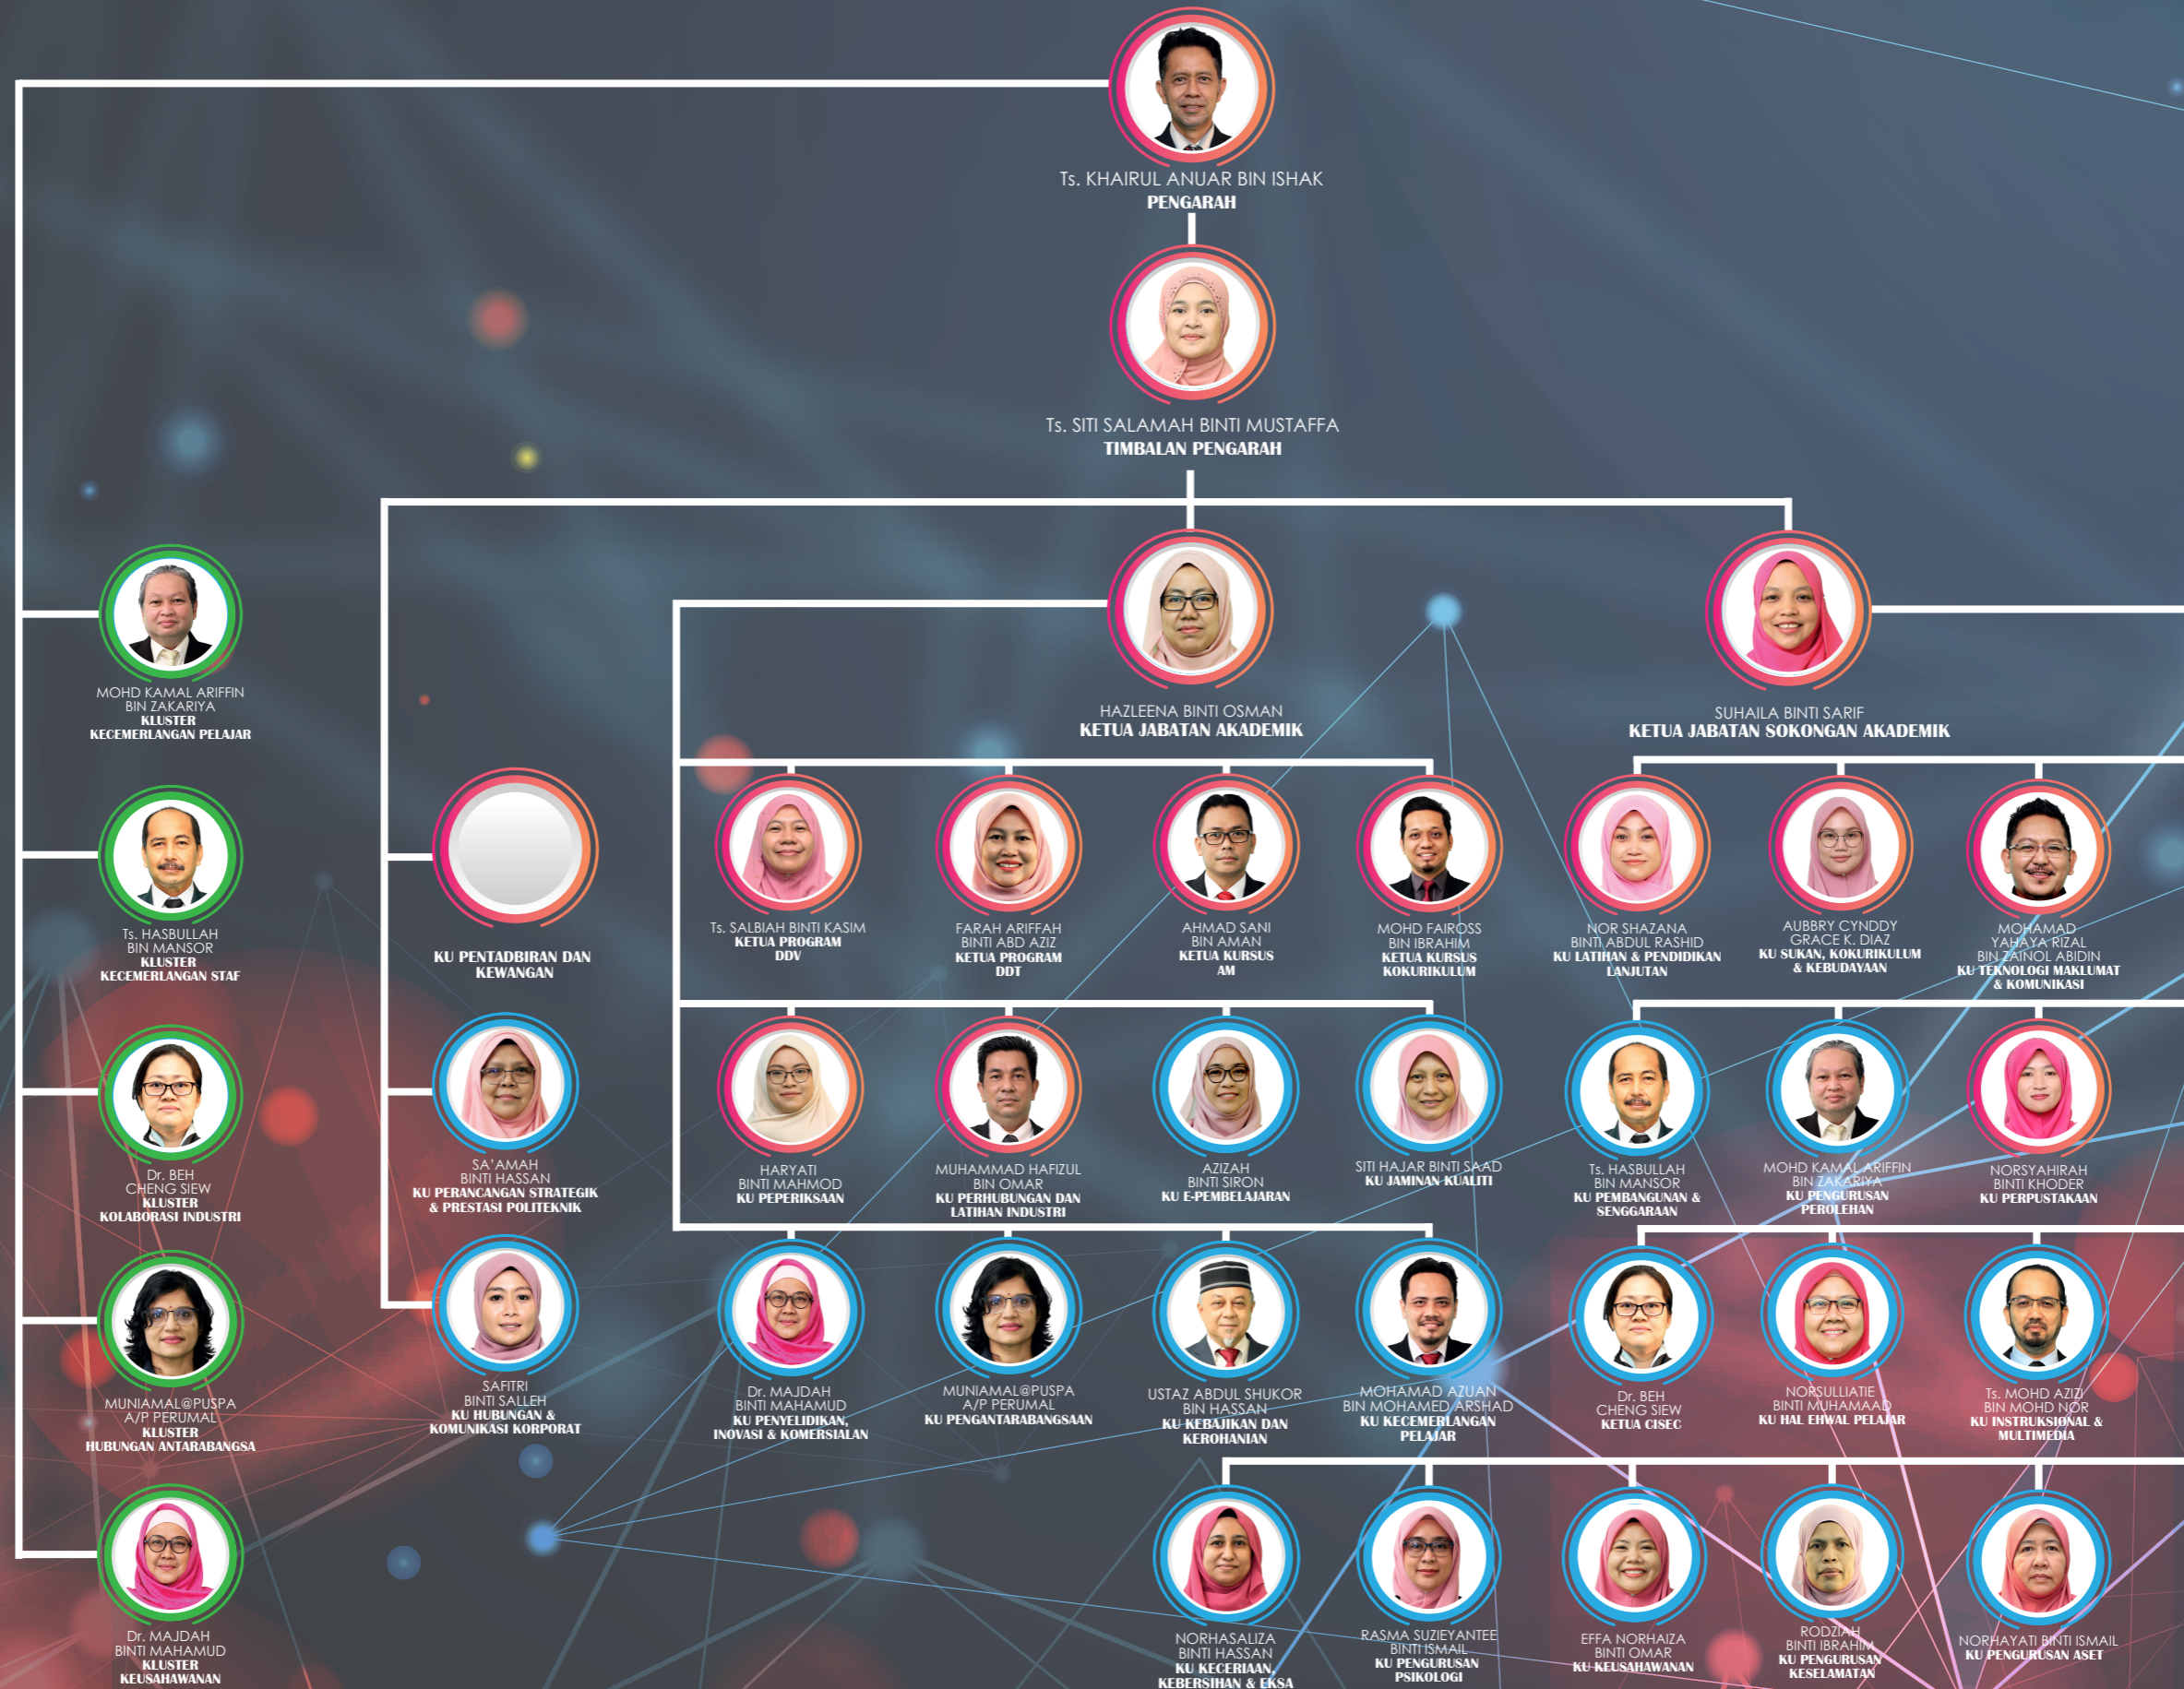 Ts. KHAIRUL ANUAR BIN ISHAK
PENGARAH
Ts. SITI SALAMAH BINTI MUSTAFFA
TIMBALAN PENGARAH
HAZLEENA BINTI OSMAN
KETUA JABATAN AKADEMIK
SUHAILA BINTI SARIF
KETUA JABATAN SOKONGAN AKADEMIK
MOHD KAMAL ARIFFIN
BIN ZAKARIYA
KLUSTER
KECEMERLANGAN PELAJAR
Ts. HASBULLAH
BIN MANSOR
KLUSTER
KECEMERLANGAN STAF
KU PENTADBIRAN DAN
KEWANGAN
Ts. SALBIAH BINTI KASIM
KETUA PROGRAM
DDV
FARAH ARIFFAH
BINTI ABD AZIZ
KETUA PROGRAM
DDT
AHMAD SANI
BIN AMAN
KETUA KURSUS
AM
MOHD FAIROSS
BIN IBRAHIM
KETUA KURSUS
KOKURIKULUM
NOR SHAZANA
BINTI ABDUL RASHID
KU LATIHAN & PENDIDIKAN
LANJUTAN
AUBBRY CYNDDY
GRACE K. DIAZ
KU SUKAN, KOKURIKULUM
& KEBUDAYAAN
MOHAMAD
YAHAYA RIZAL
BIN ZAINOL ABIDIN
KU TEKNOLOGI MAKLUMAT
& KOMUNIKASI
Dr. BEH
CHENG SIEW
KLUSTER
KOLABORASI INDUSTRI
SA'AMAH
BINTI HASSAN
KU PERANCANGAN STRATEGIK
& PRESTASI POLITEKNIK
HARYATI
BINTI MAHMOD
KU PEPERIKSAAN
MUHAMMAD HAFIZUL
BIN OMAR
KU PERHUBUNGAN DAN
LATIHAN INDUSTRI
AZIZAH
BINTI SIRON
KU E-PEMBELAJARAN
SITI HAJAR BINTI SAAD
KU JAMINAN KUALITI
Ts. HASBULLAH
BIN MANSOR
KU PEMBANGUNAN &
SENGGARAAN
MOHD KAMAL ARIFFIN
BIN ZAKARIYA
KU PENGURUSAN
PEROLEHAN
NORSYAHIRAH
BINTI KHODER
KU PERPUSTAKAAN
MUNIAMAL@PUSPA
A/P PERUMAL
KLUSTER
HUBUNGAN ANTARABANGSA
SAFITRI
BINTI SALLEH
KU HUBUNGAN &
KOMUNIKASI KORPORAT
Dr. MAJDAH
BINTI MAHAMUD
KU PENYELIDIKAN,
INOVASI & KOMERSIALAN
MUNIAMAL@PUSPA
A/P PERUMAL
KU PENGANTARABANGSAAN
USTAZ ABDUL SHUKOR
BIN HASSAN
KU KEBAJIKAN DAN
KEROHANIAN
MOHAMAD AZUAN
BIN MOHAMED ARSHAD
KU KECEMERLANGAN
PELAJAR
Dr. BEH
CHENG SIEW
KETUA CISEC
NORSULLIATIE
BINTI MUHAMAAD
KU HAL EHWAL PELAJAR
Ts. MOHD AZIZI
BIN MOHD NOR
KU INSTRUKSIONAL &
MULTIMEDIA
Dr. MAJDAH
BINTI MAHAMUD
KLUSTER
KEUSAHAWANAN
NORHASALIZA
BINTI HASSAN
KU KECERIAAN,
KEBERSIHAN & EKSA
RASMA SUZIEYANTEE
BINTI ISMAIL
KU PENGURUSAN
PSIKOLOGI
EFFA NORHAIZA
BINTI OMAR
KU KEUSAHAWANAN
RODZIAH
BINTI IBRAHIM
KU PENGURUSAN
KESELAMATAN
NORHAYATI BINTI ISMAIL
KU PENGURUSAN ASET